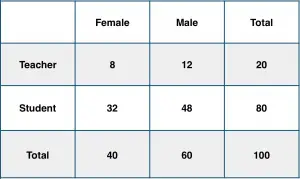 Female Male Total
Teacher 8 12 20
Student 32 48 80
Total 40 60 100